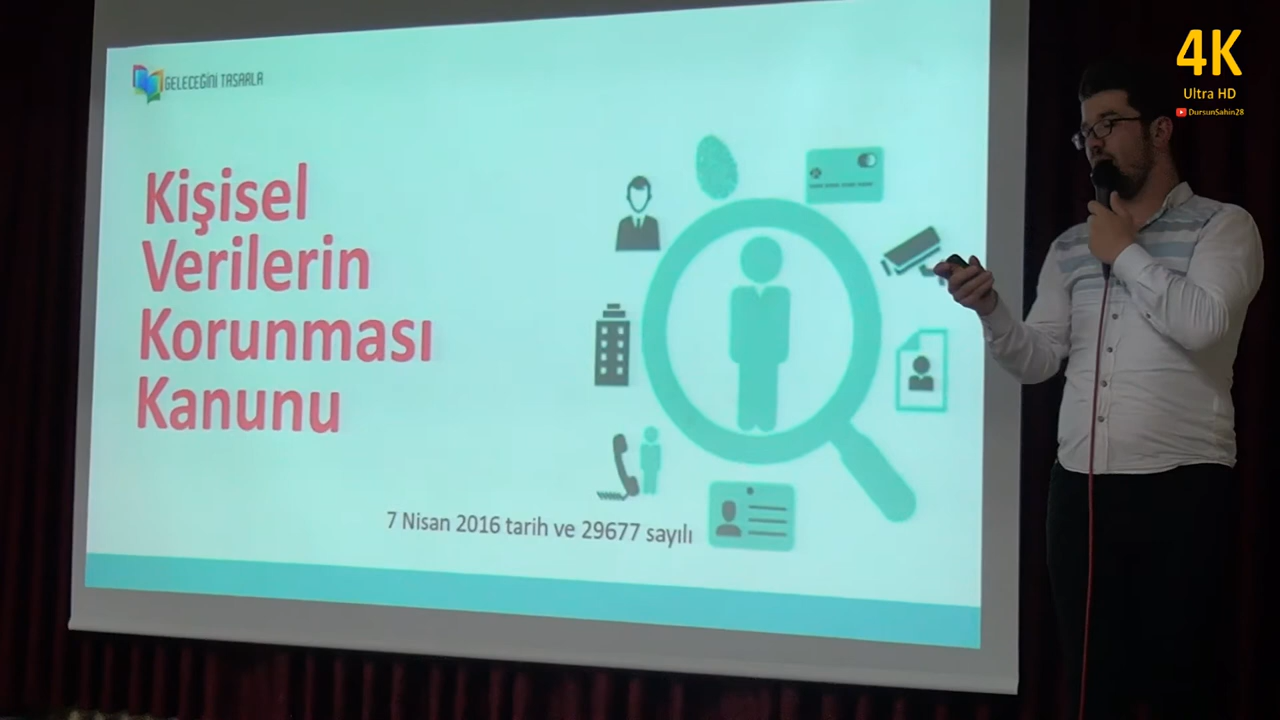 GELECEĞİNİ TASARLA
Kişisel
Verilerin
Korunması
Kanunu
7 Nisan 2016 tarih ve 29677 sayılı
4K
Ultra HD
DursunSahin28